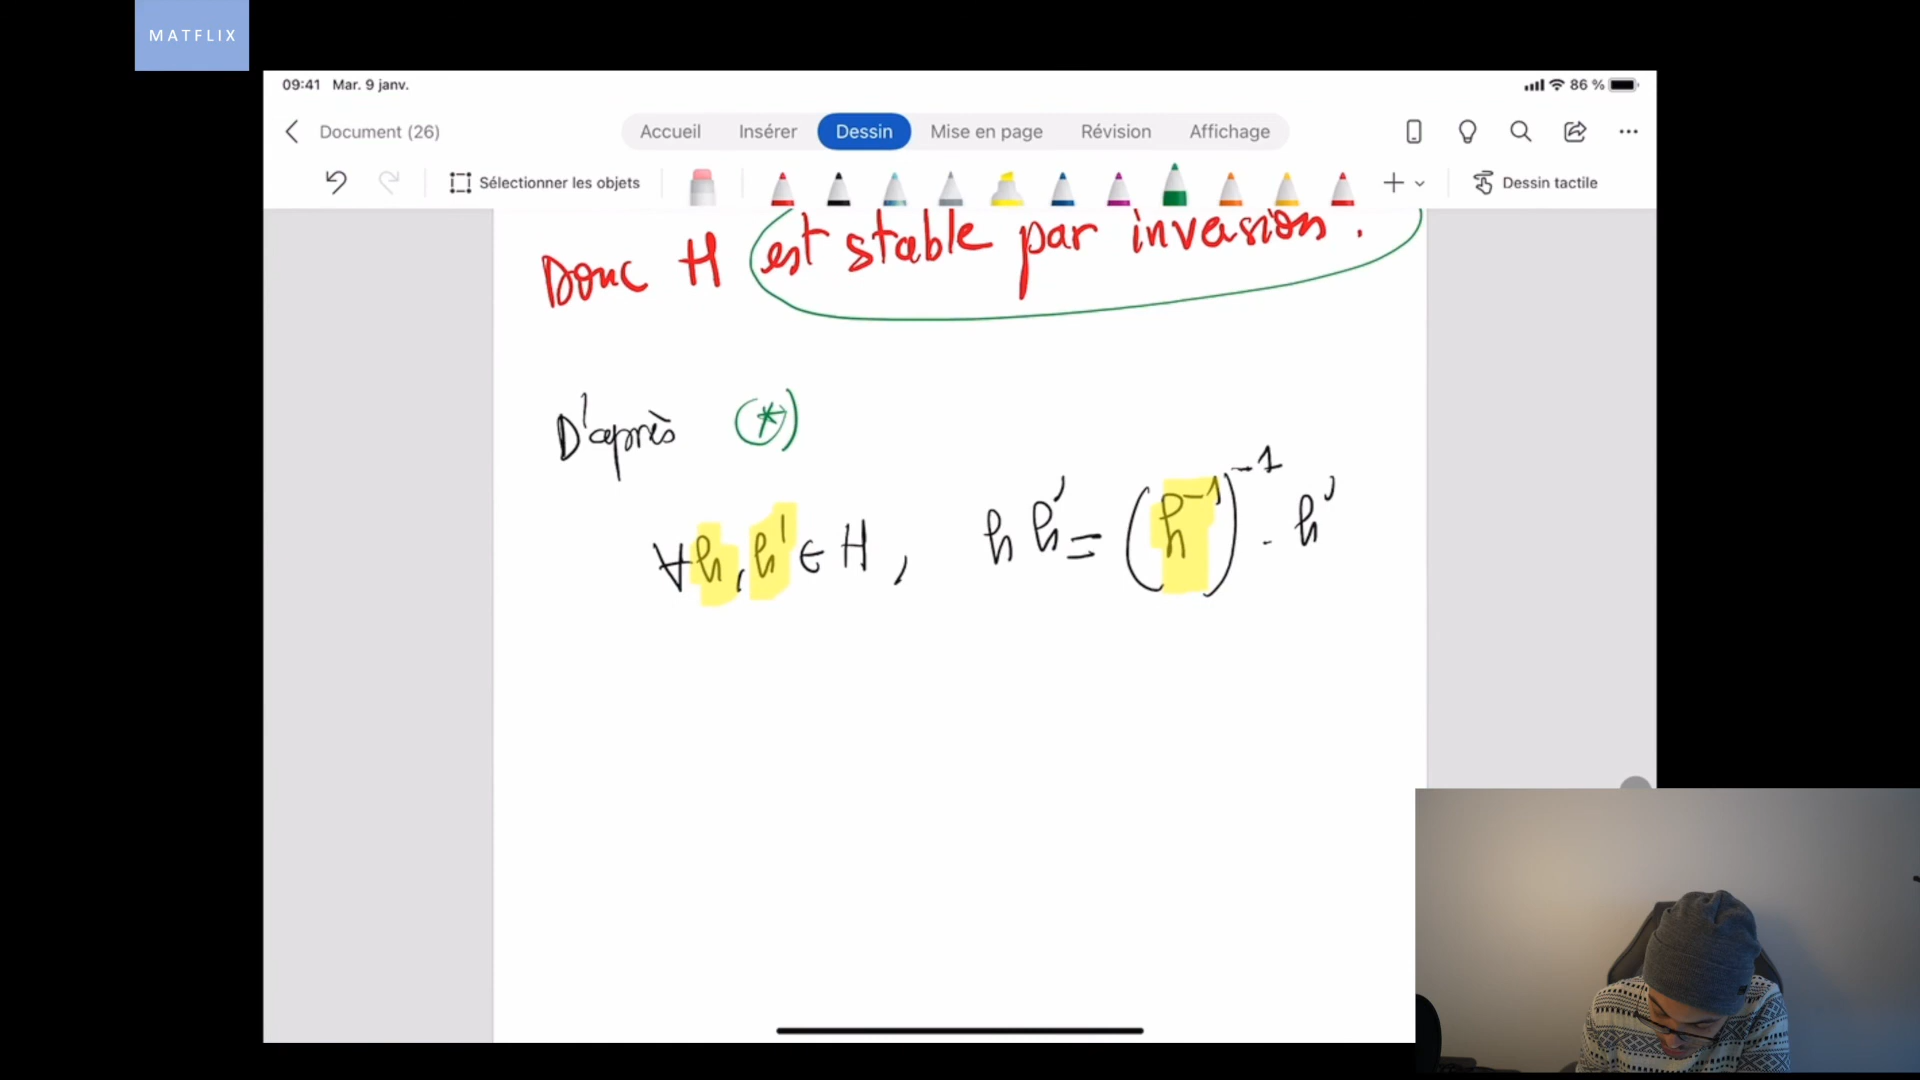 MATFLIX
09:41 Mar. 9 janv. 86 %
Document (26) Accueil Insérer Dessin Mise en page Révision Affichage
Sélectionner les objets Dessin tactile
Donc H est stable par inversion.
D'après (*)
∀h, h' ∈ H, h h' = (h⁻¹)⁻¹ . h'